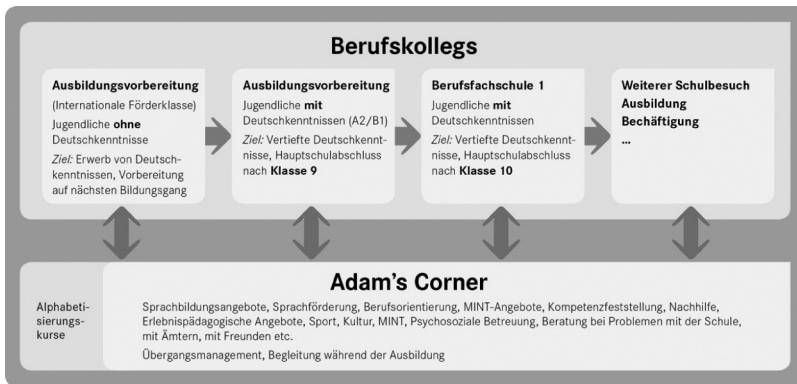 Berufskollegs
Ausbildungsvorbereitung
(Internationale Förderklasse)
Jugendliche ohne
Deutschkenntnisse
Ziel: Erwerb von Deutsch-
kenntnissen, Vorbereitung
auf nächsten Bildungsgang
Ausbildungsvorbereitung
Jugendliche mit
Deutschkenntnissen (A2/B1)
Ziel: Vertiefte Deutschkennt-
nisse, Hauptschulabschluss
nach Klasse 9
Berufsfachschule 1
Jugendliche mit
Deutschkenntnissen
Ziel: Vertiefte Deutschkennt-
nisse, Hauptschulabschluss
nach Klasse 10
Weiterer Schulbesuch
Ausbildung
Bechäftigung
...
Adam's Corner
Alphabeti-
sierungs-
kurse
Sprachbildungsangebote, Sprachförderung, Berufsorientierung, MINT-Angebote, Kompetenzfeststellung, Nachhilfe,
Erlebnispädagogische Angebote, Sport, Kultur, MINT, Psychosoziale Betreuung, Beratung bei Problemen mit der Schule,
mit Ämtern, mit Freunden etc.
Übergangsmanagement, Begleitung während der Ausbildung